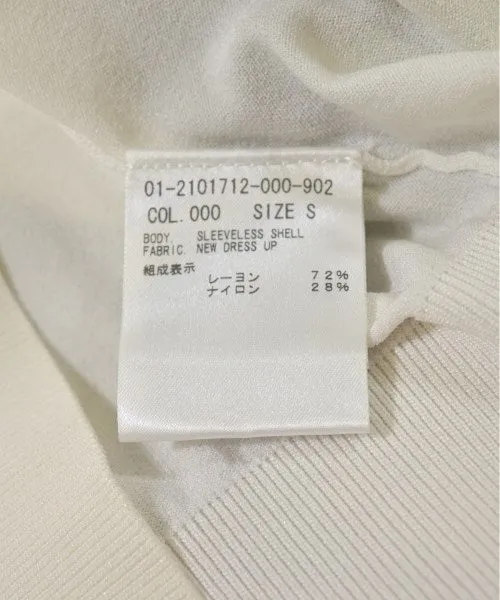 01-2101712-000-902
COL.000 SIZE S
BODY. SLEEVELESS SHELL
FABRIC. NEW DRESS UP
組成表示
レーヨン 72%
ナイロン 28%